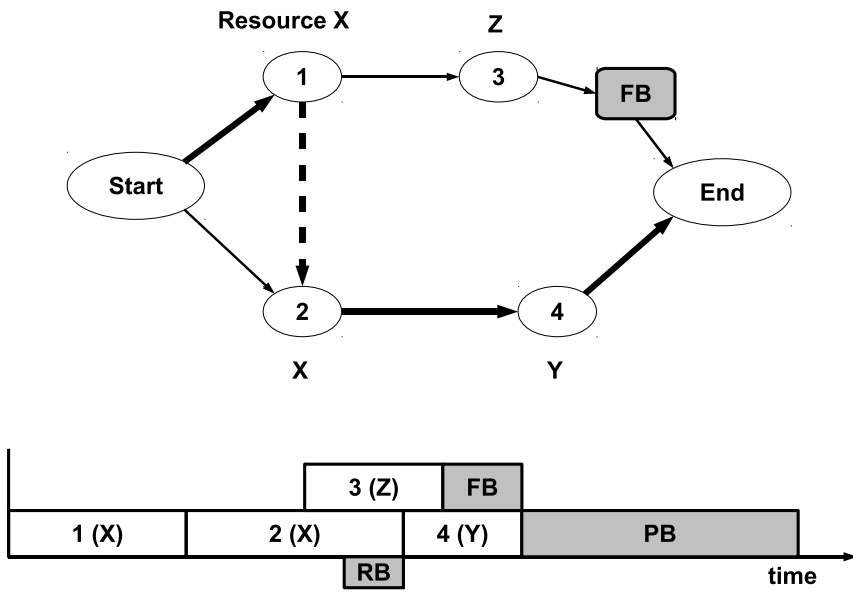 Resource X
Z
1
3
FB
Start
End
2
4
X
Y
3 (Z)
FB
1 (X)
2 (X)
4 (Y)
PB
RB
time